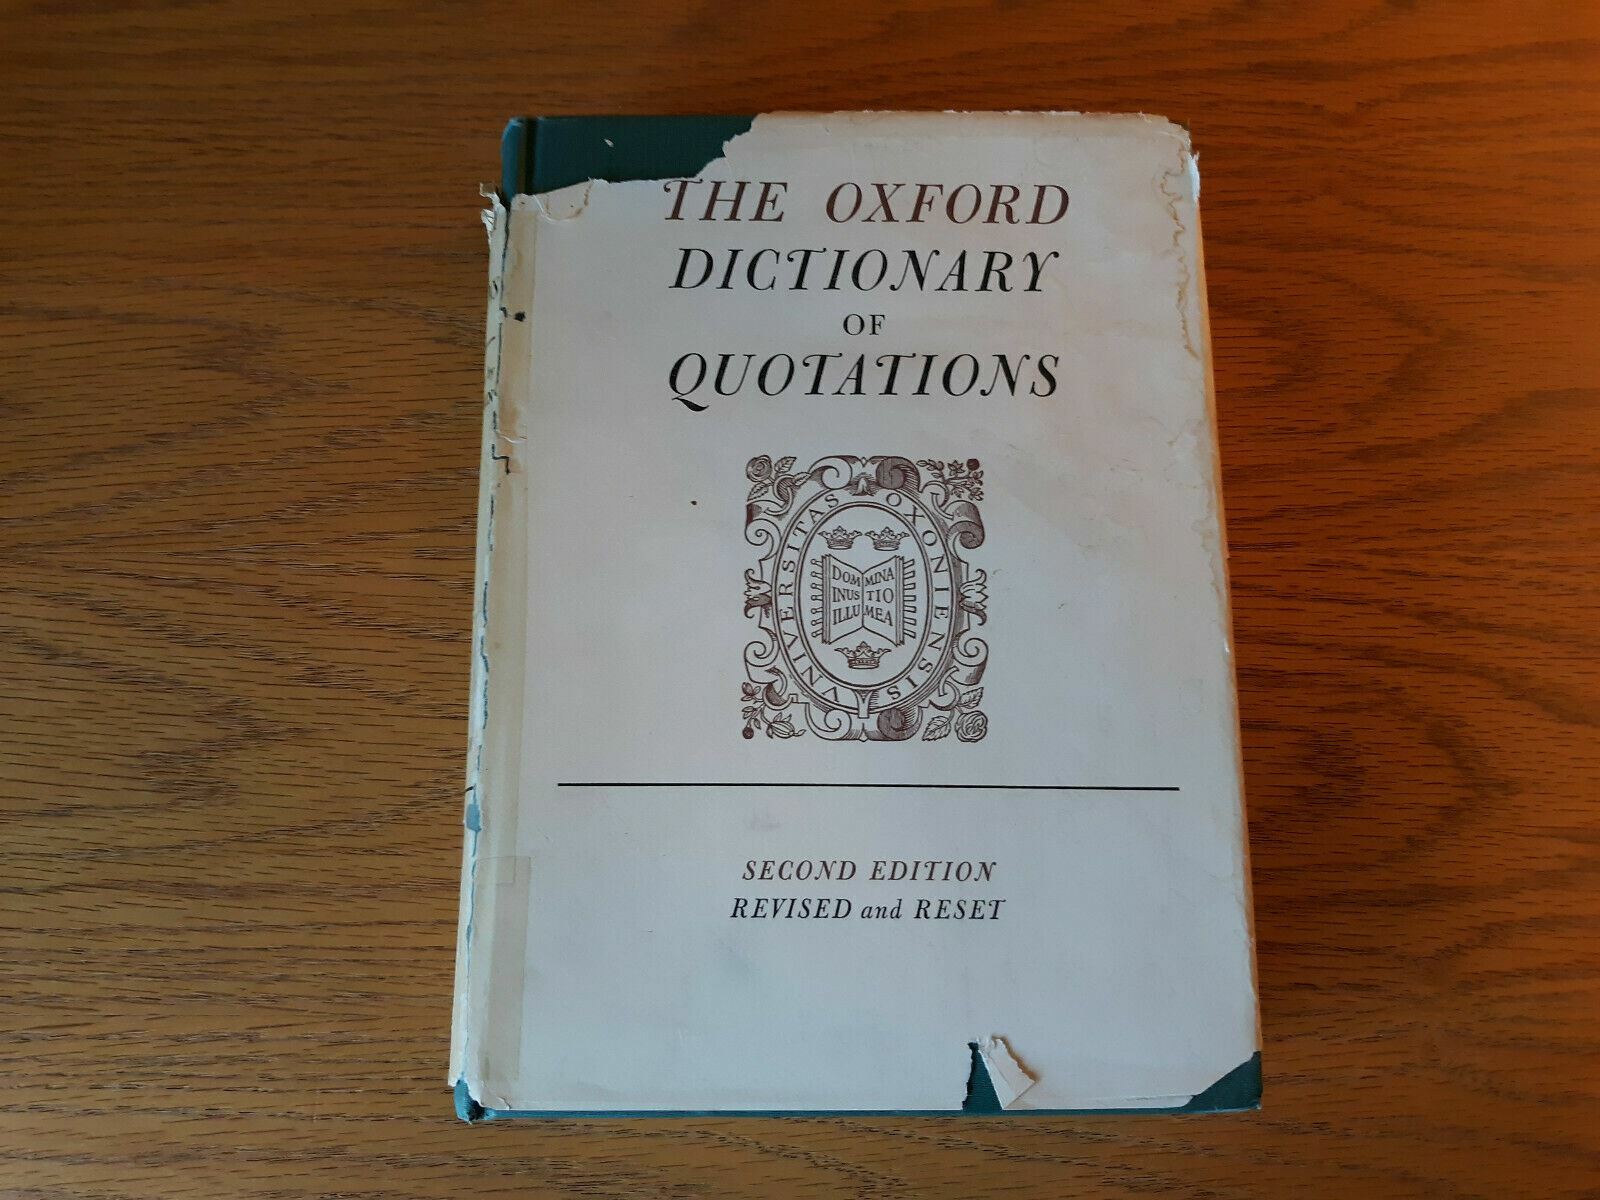 THE OXFORD
DICTIONARY
OF
QUOTATIONS
VNIVERSITAS OXONIENSIS
DOM MINA
INUS TIO
ILLU MEA
SECOND EDITION
REVISED and RESET